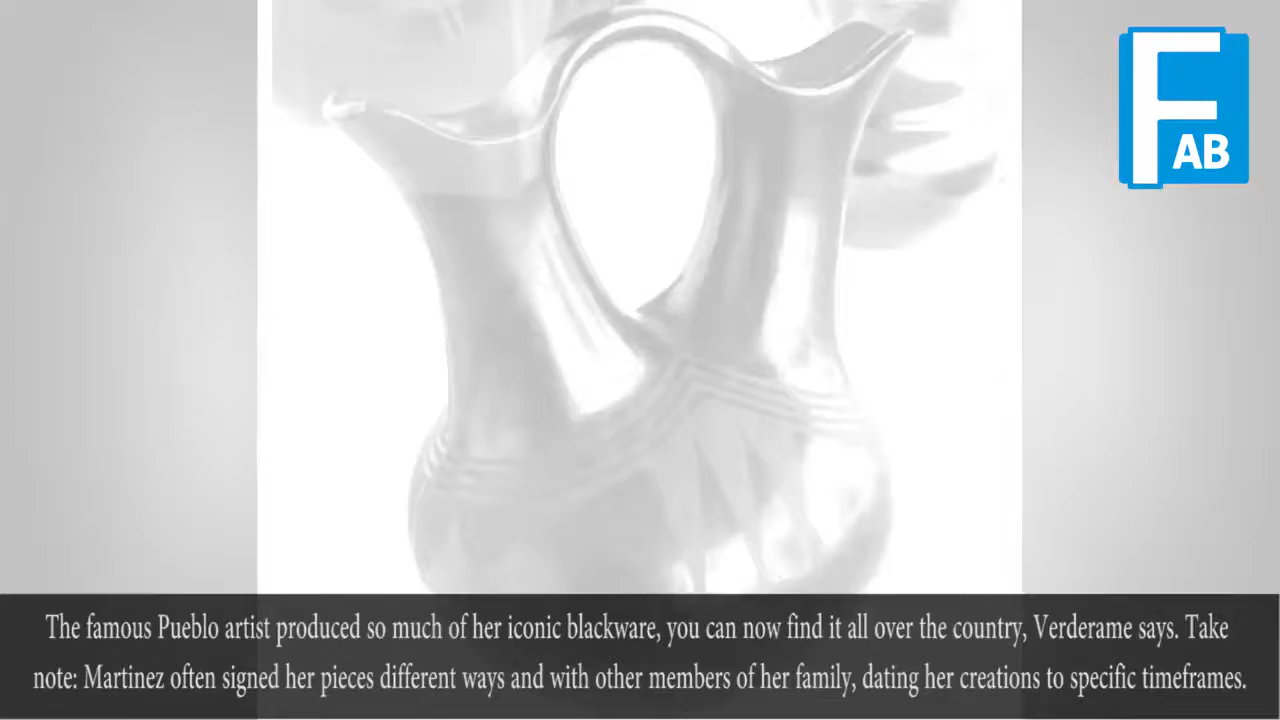 FAB
The famous Pueblo artist produced so much of her iconic blackware, you can now find it all over the country, Verderame says. Take
note: Martinez often signed her pieces different ways and with other members of her family, dating her creations to specific timeframes.